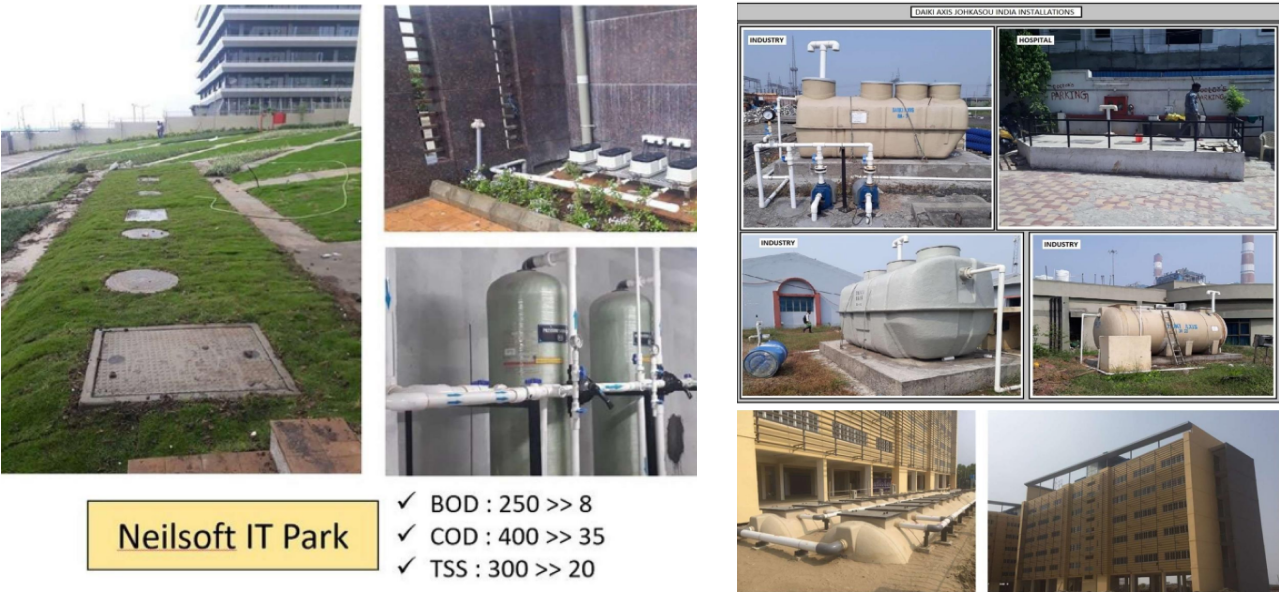 Neilsoft IT Park
✓ BOD : 250 >> 8
✓ COD : 400 >> 35
✓ TSS : 300 >> 20
DAIKI AXIS JOHKASOU INDIA INSTALLATIONS
INDUSTRY
HOSPITAL
PARKING
INDUSTRY
INDUSTRY